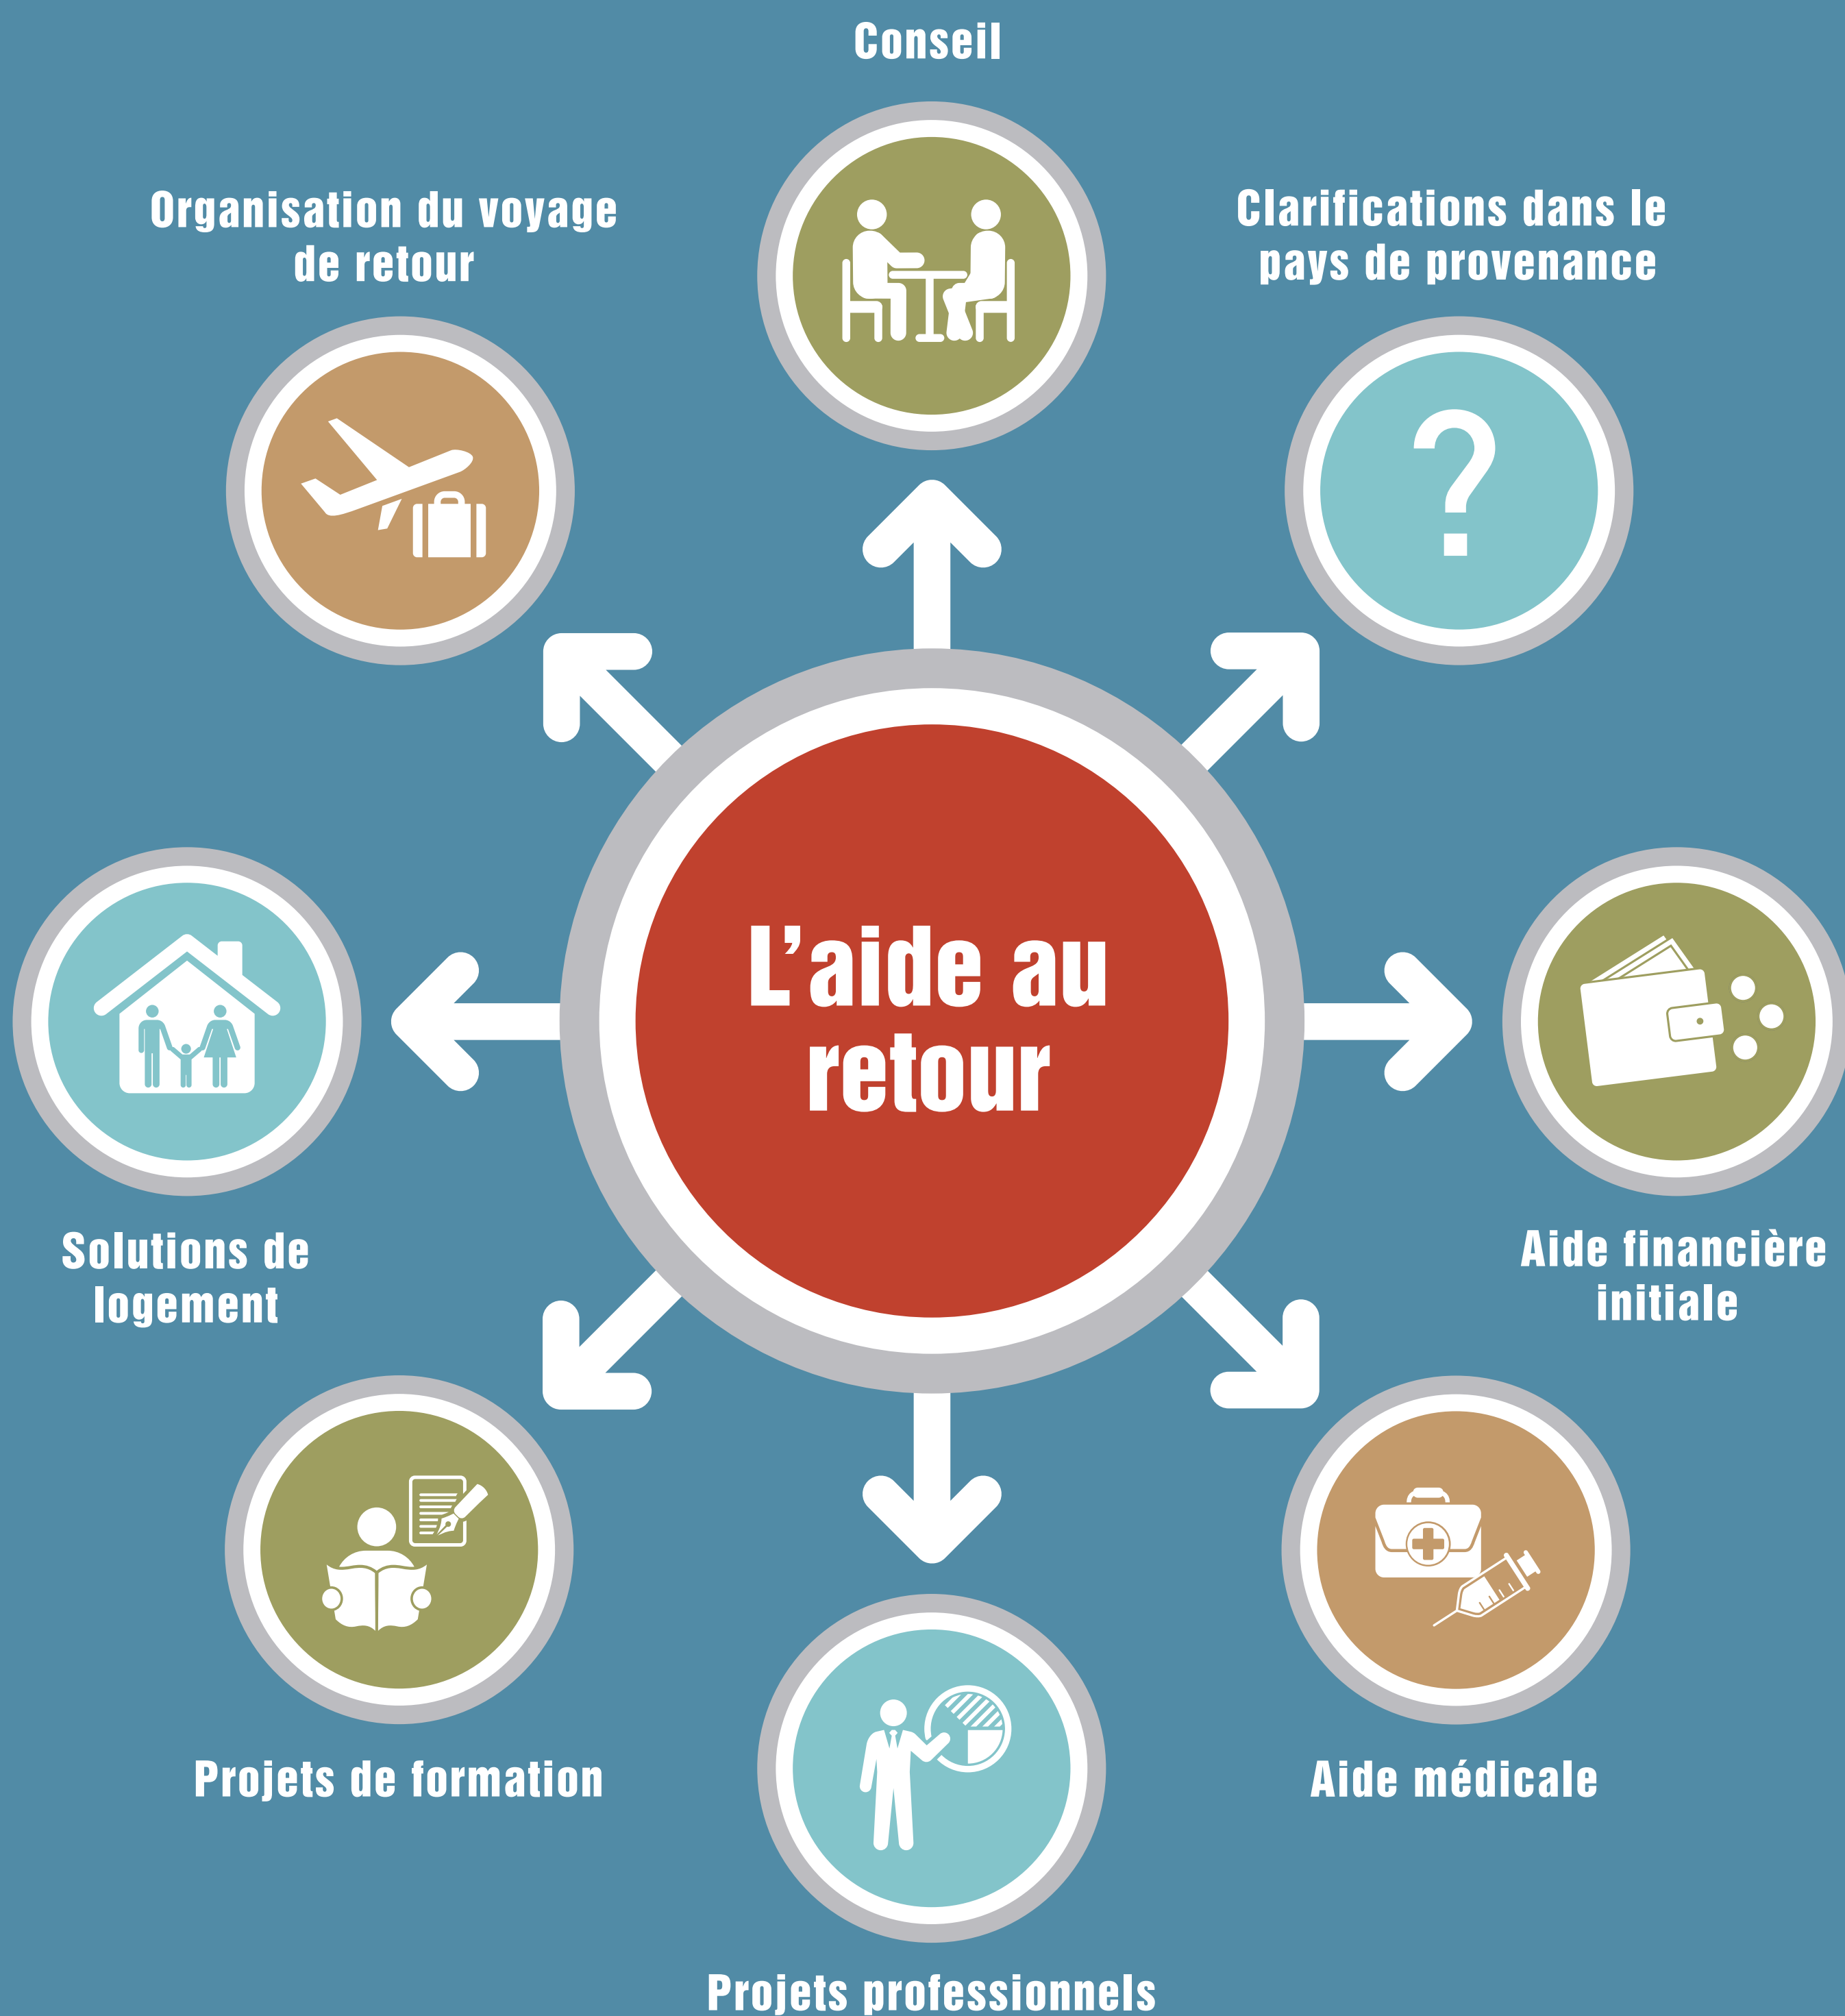 Conseil
Organisation du voyage
de retour
Clarifications dans le
pays de provenance
L’aide au
retour
Solutions de
logement
Aide financière
initiale
Projets de formation
Aide médicale
Projets professionnels